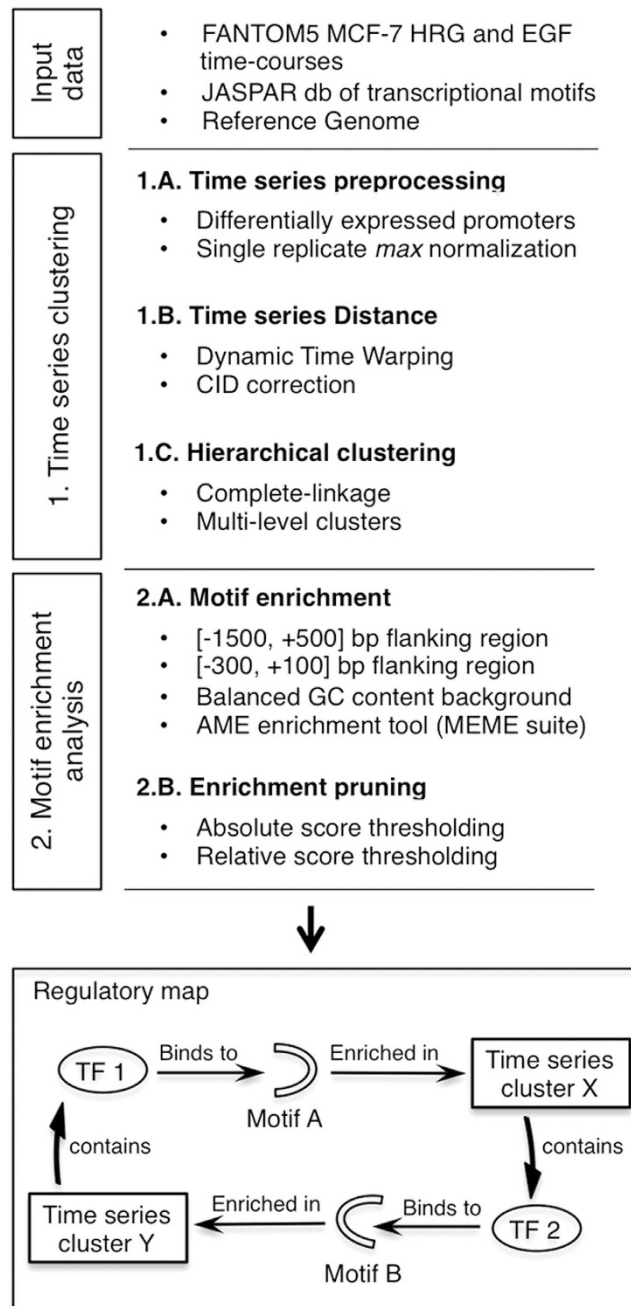 Input data
• FANTOM5 MCF-7 HRG and EGF
time-courses
• JASPAR db of transcriptional motifs
• Reference Genome
1. Time series clustering
1.A. Time series preprocessing
• Differentially expressed promoters
• Single replicate max normalization
1.B. Time series Distance
• Dynamic Time Warping
• CID correction
1.C. Hierarchical clustering
• Complete-linkage
• Multi-level clusters
2. Motif enrichment
analysis
2.A. Motif enrichment
• [-1500, +500] bp flanking region
• [-300, +100] bp flanking region
• Balanced GC content background
• AME enrichment tool (MEME suite)
2.B. Enrichment pruning
• Absolute score thresholding
• Relative score thresholding
Regulatory map
TF 1
Binds to
Motif A
Enriched in
Time series
cluster X
contains
TF 2
Binds to
Motif B
Enriched in
Time series
cluster Y
contains